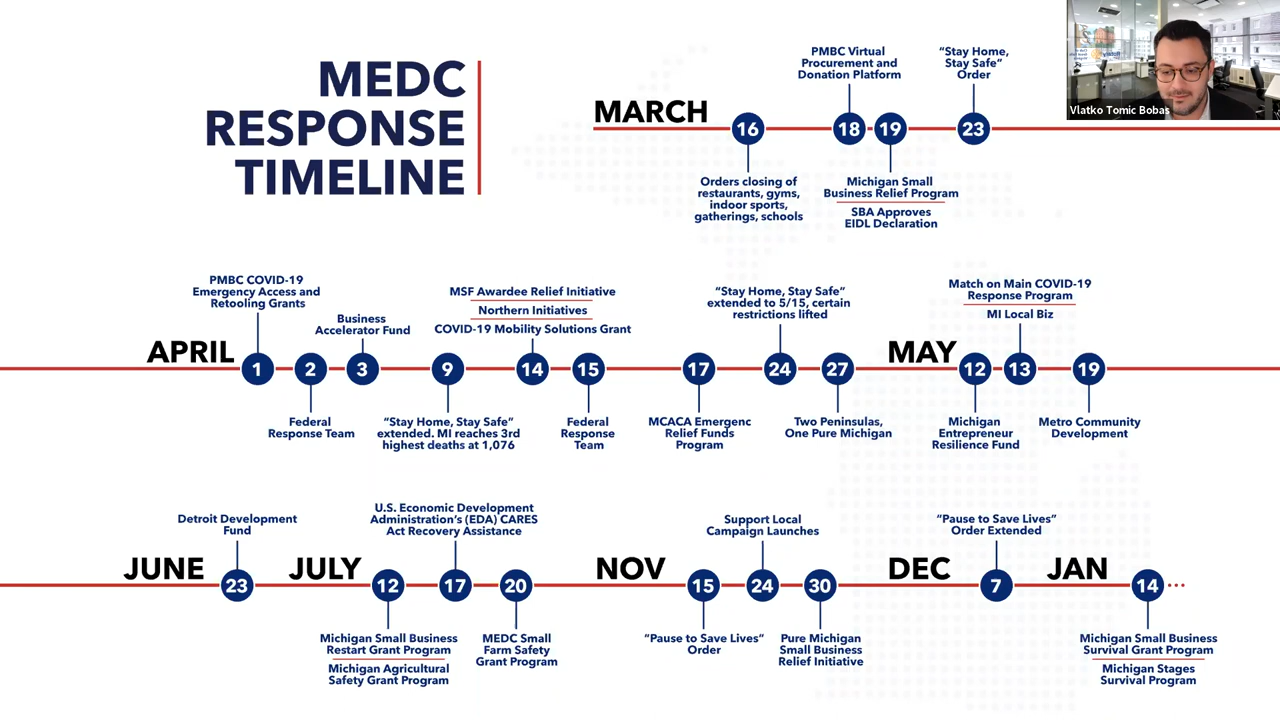 MEDC
RESPONSE
TIMELINE
Vlatko Tomic Bobas
MARCH
16
Orders closing of
restaurants, gyms,
indoor sports,
gatherings, schools
18
PMBC Virtual
Procurement and
Donation Platform
19
Michigan Small
Business Relief Program
SBA Approves
EIDL Declaration
23
“Stay Home,
Stay Safe”
Order
APRIL
1
PMBC COVID-19
Emergency Access and
Retooling Grants
2
Federal
Response Team
3
Business
Accelerator Fund
9
“Stay Home, Stay Safe”
extended. MI reaches 3rd
highest deaths at 1,076
14
MSF Awardee Relief Initiative
Northern Initiatives
COVID-19 Mobility Solutions Grant
15
Federal
Response
Team
17
MCACA Emergenc
Relief Funds
Program
24
“Stay Home, Stay Safe”
extended to 5/15, certain
restrictions lifted
27
Two Peninsulas,
One Pure Michigan
MAY
12
Michigan
Entrepreneur
Resilience Fund
13
Match on Main COVID-19
Response Program
MI Local Biz
19
Metro Community
Development
JUNE
23
Detroit Development
Fund
JULY
12
Michigan Small Business
Restart Grant Program
Michigan Agricultural
Safety Grant Program
17
U.S. Economic Development
Administration’s (EDA) CARES
Act Recovery Assistance
20
MEDC Small
Farm Safety
Grant Program
NOV
15
“Pause to Save Lives”
Order
24
Support Local
Campaign Launches
30
Pure Michigan
Small Business
Relief Initiative
DEC
7
“Pause to Save Lives”
Order Extended
JAN
14
Michigan Small Business
Survival Grant Program
Michigan Stages
Survival Program